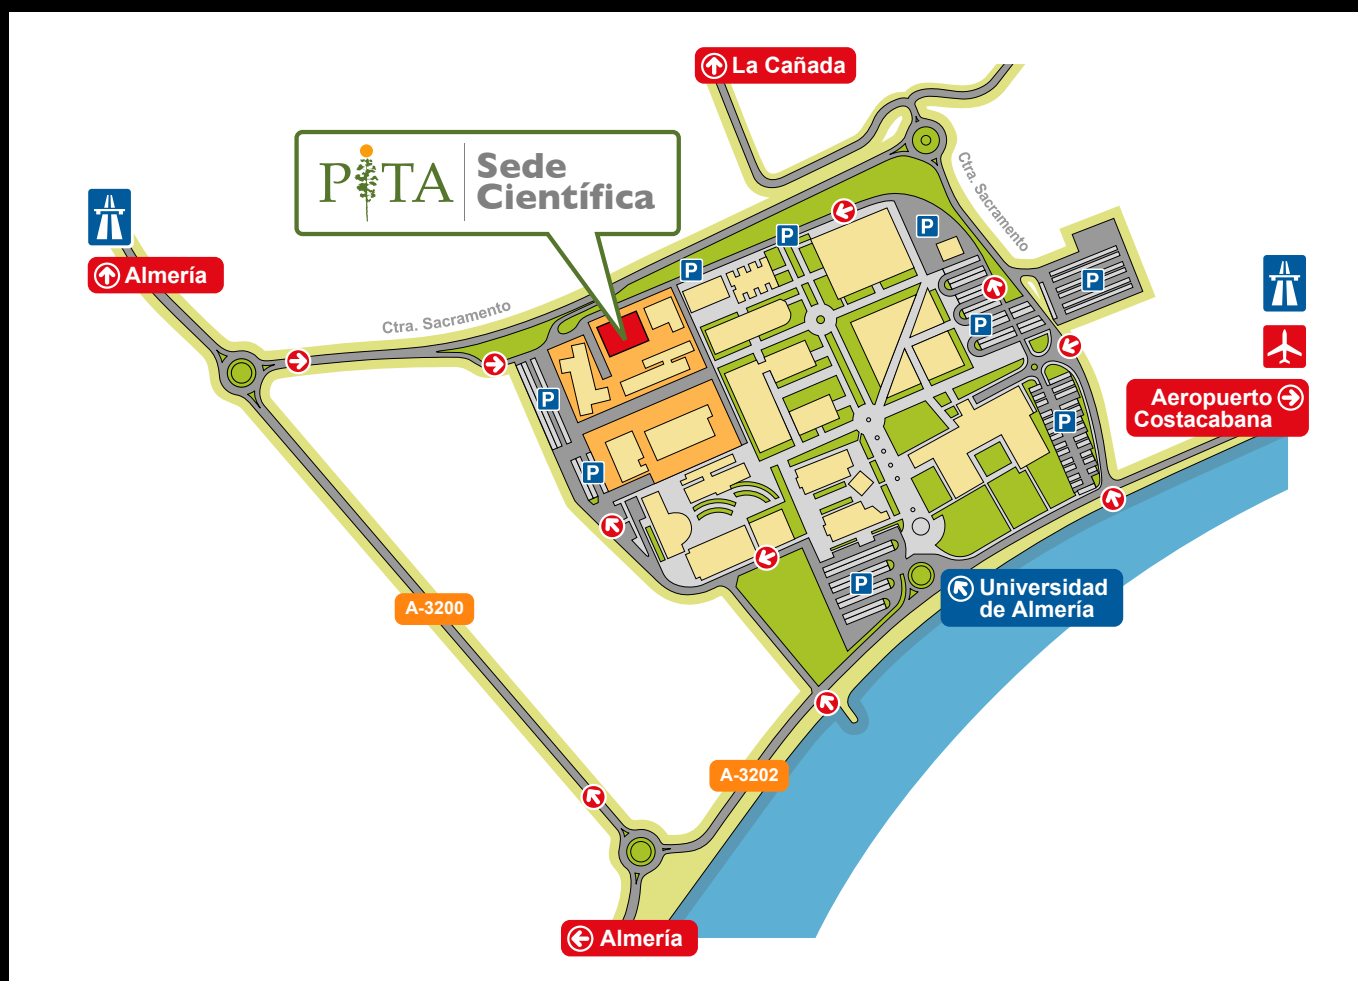 La Cañada
PITA
Sede
Científica
Ctra. Sacramento
Almería
Ctra. Sacramento
P
P
P
P
P
P
P
P
P
P
Aeropuerto
Costacabana
Universidad
de Almería
A-3200
A-3202
Almería